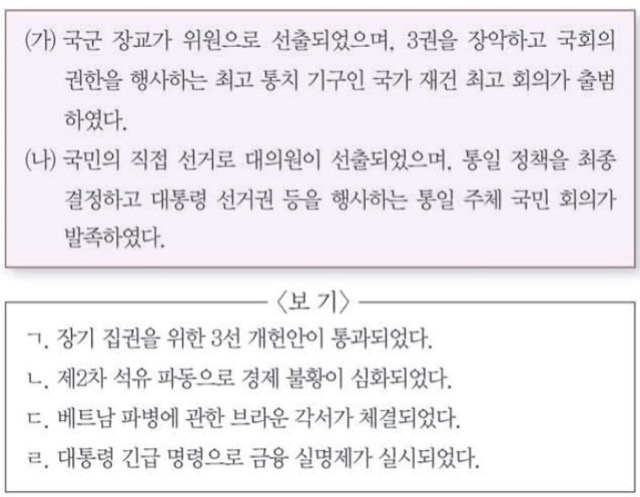 (가) 국군 장교가 위원으로 선출되었으며, 3권을 장악하고 국회의
권한을 행사하는 최고 통치 기구인 국가 재건 최고 회의가 출범
하였다.
(나) 국민의 직접 선거로 대의원이 선출되었으며, 통일 정책을 최종
결정하고 대통령 선거권 등을 행사하는 통일 주체 국민 회의가
발족하였다.
〈보 기〉
ㄱ. 장기 집권을 위한 3선 개헌안이 통과되었다.
ㄴ. 제2차 석유 파동으로 경제 불황이 심화되었다.
ㄷ. 베트남 파병에 관한 브라운 각서가 체결되었다.
ㄹ. 대통령 긴급 명령으로 금융 실명제가 실시되었다.